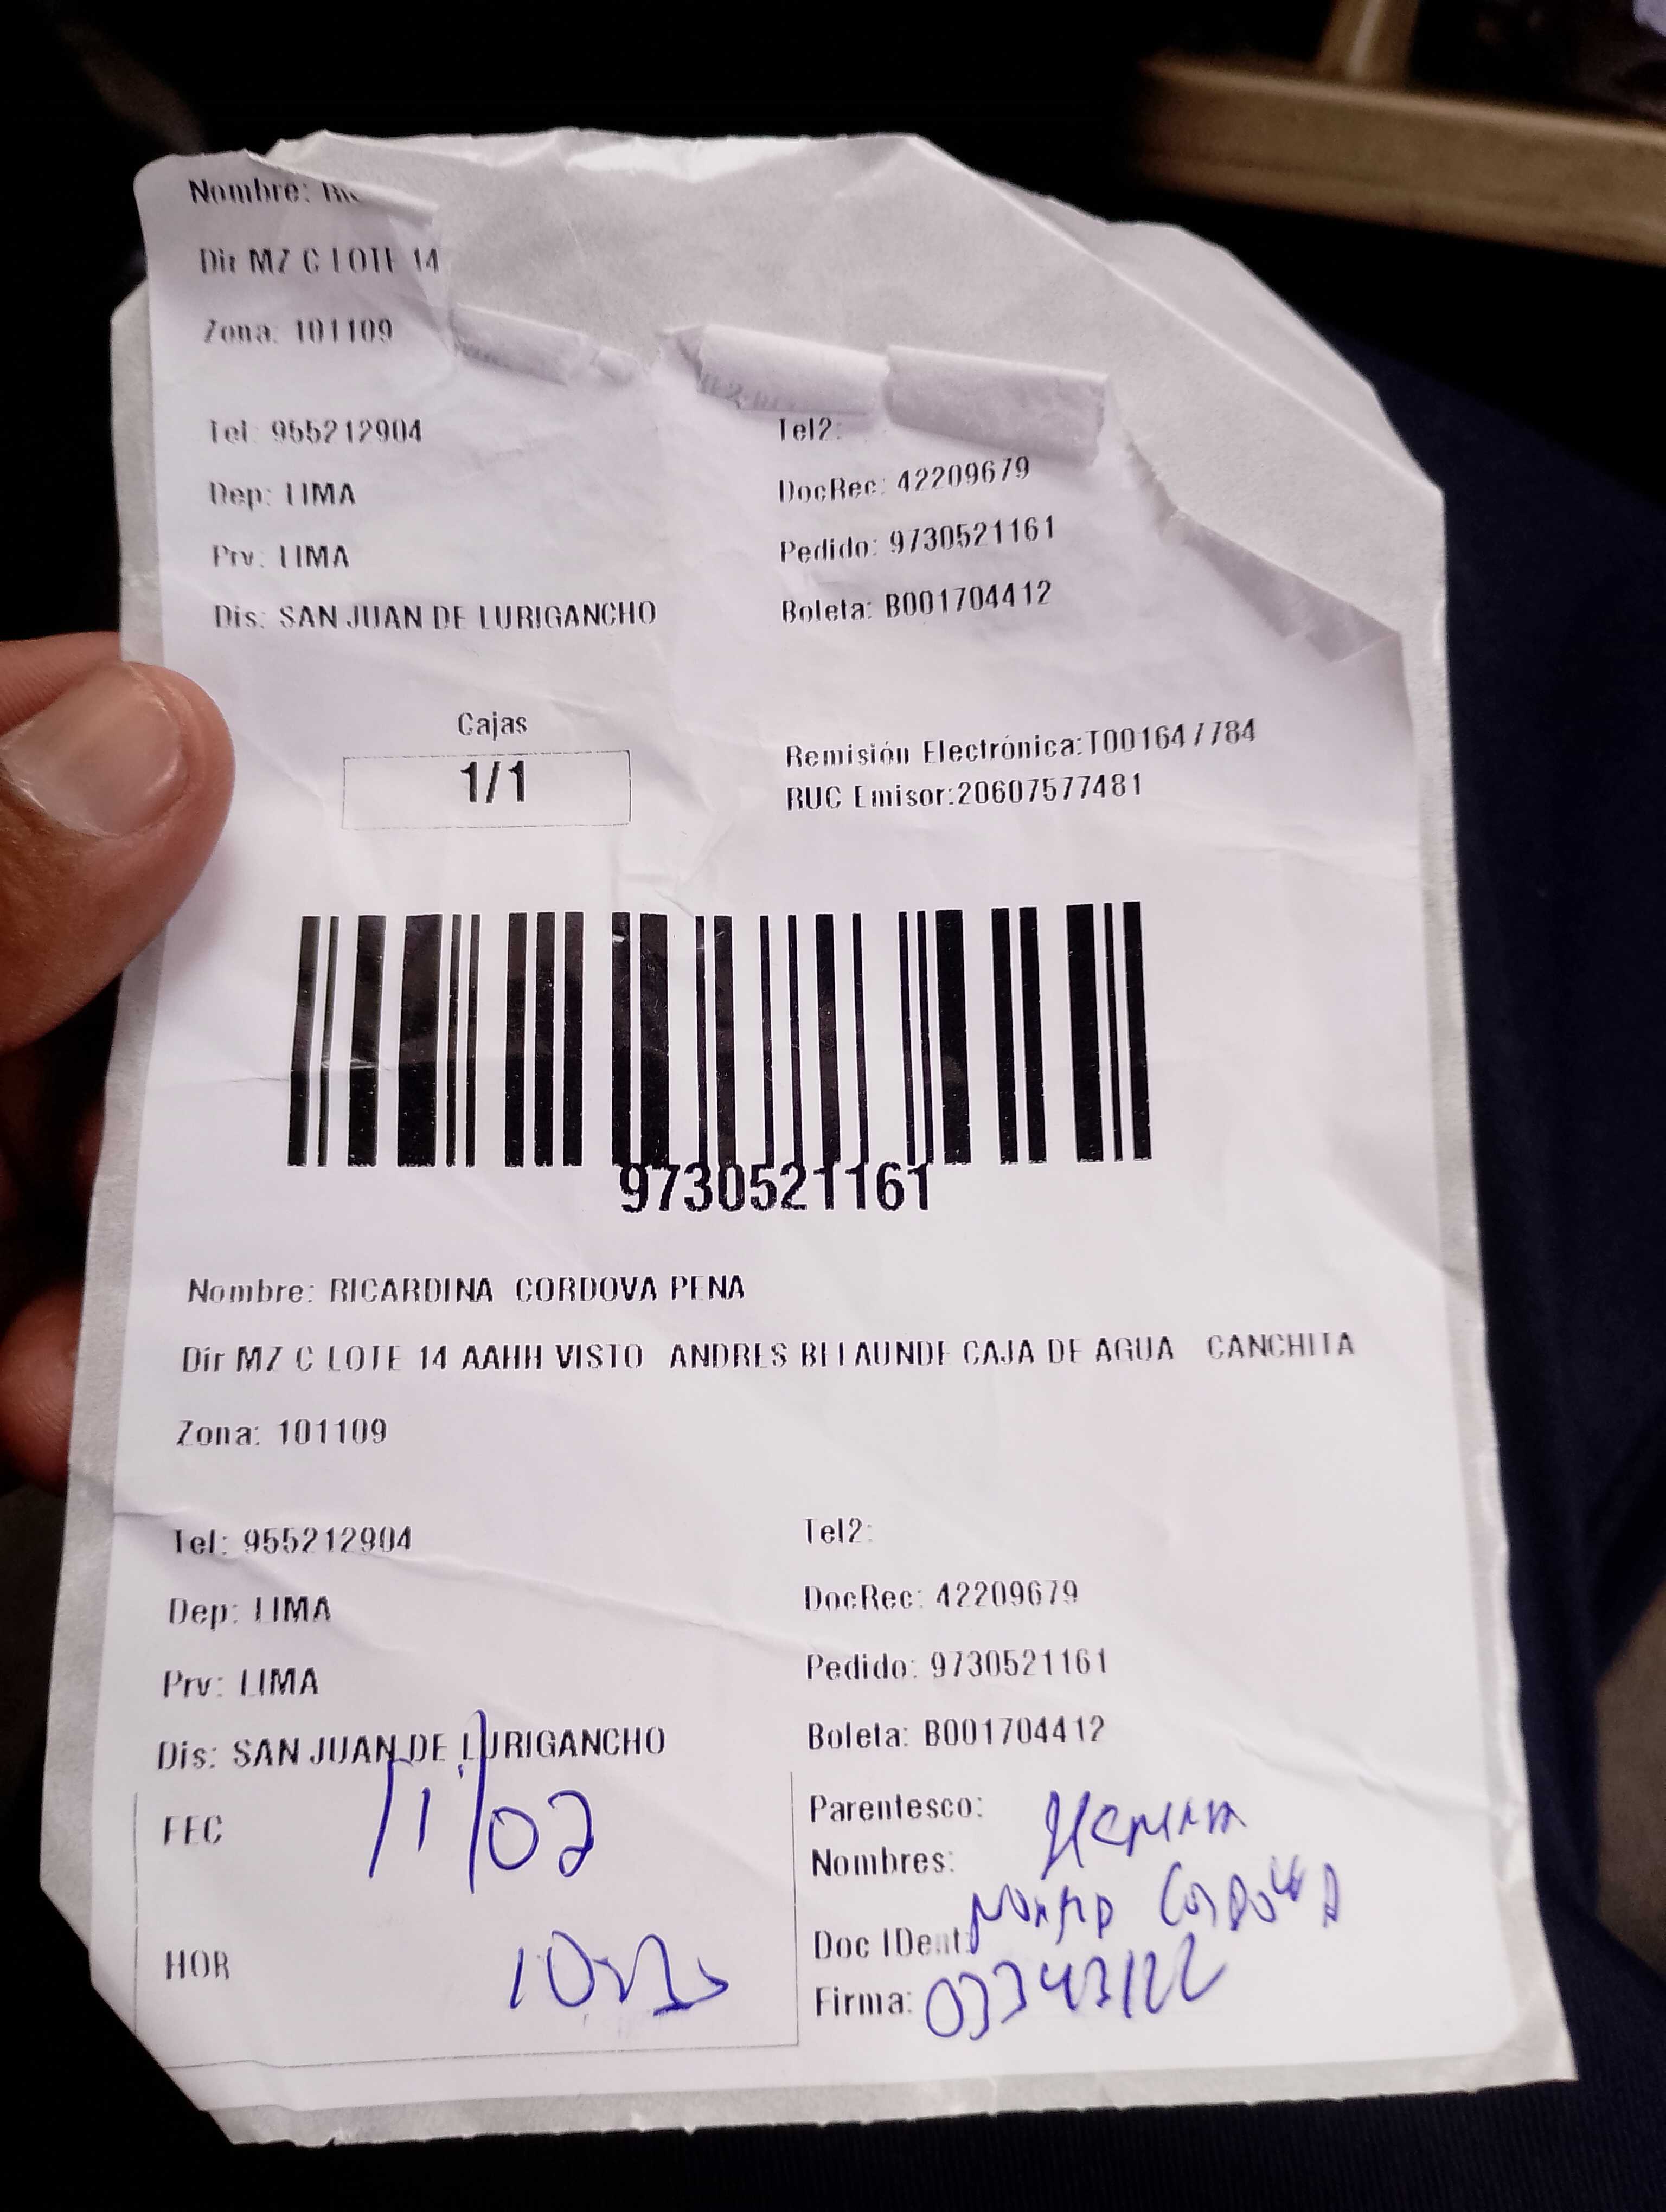 Nombre:
Dir MZ C LOTE 14
Zona: 101109
Tel: 955212904
Tel2:
Dep: LIMA
DocRec: 42209679
Prv: LIMA
Pedido: 9730521161
Dis: SAN JUAN DE LURIGANCHO
Boleta: B001704412
Cajas
1/1
Remisión Electrónica:T001647784
RUC Emisor:20607577481
9730521161
Nombre: RICARDINA CORDOVA PENA
Dir MZ C LOTE 14 AAHH VISTO ANDRES BELAUNDE CAJA DE AGUA CANCHITA
Zona: 101109
Tel: 955212904
Tel2:
Dep: LIMA
DocRec: 42209679
Prv: LIMA
Pedido: 9730521161
Dis: SAN JUAN DE LURIGANCHO
Boleta: B001704412
FEC 11/02
Parentesco:
Nombres:
Doc IDent: Cordova
HOR
Firma: 03343122